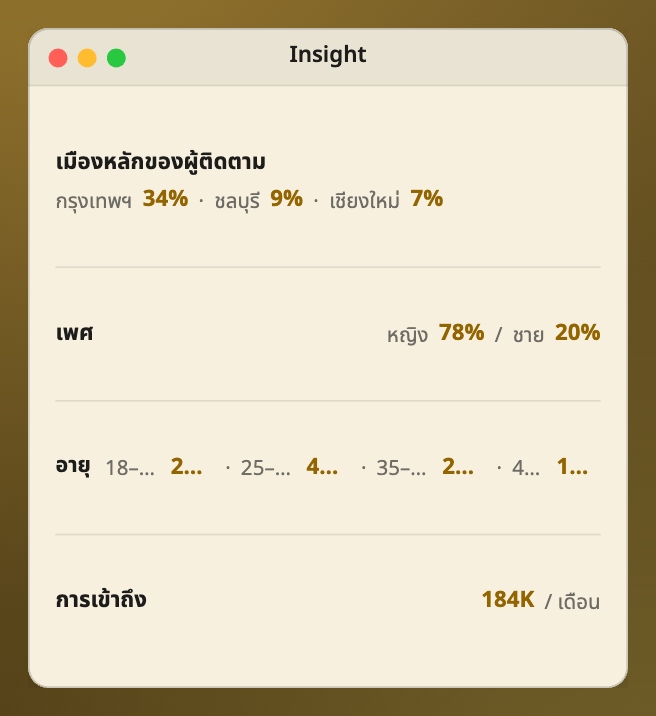 Insight
เมืองหลักของผู้ติดตาม
กรุงเทพฯ 34% · ชลบุรี 9% · เชียงใหม่ 7%
เพศ หญิง 78% / ชาย 20%
อายุ 18–... 2... · 25–... 4... · 35–... 2... · 4... 1...
การเข้าถึง 184K / เดือน